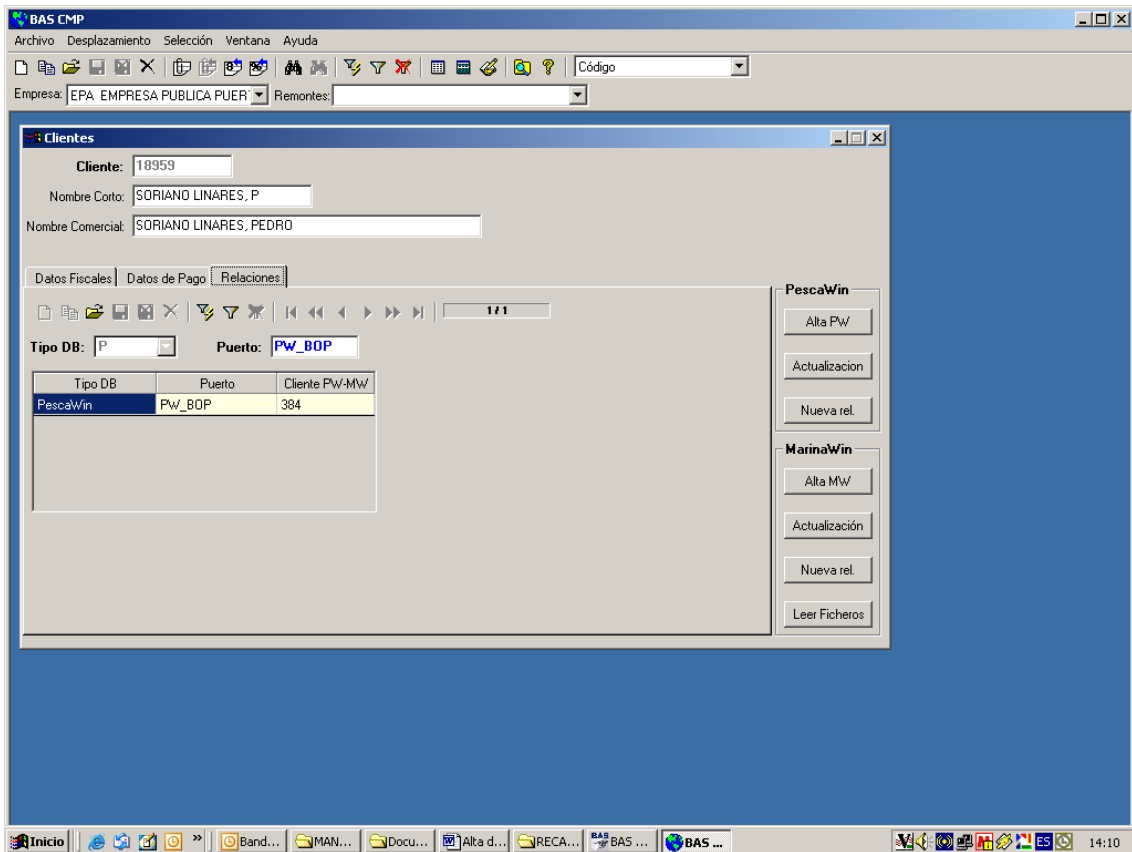 BAS CMP
Archivo Desplazamiento Selección Ventana Ayuda
Código
Empresa: EPA EMPRESA PUBLICA PUER Remontes:
Clientes
Cliente: 18959
Nombre Corto: SORIANO LINARES, P
Nombre Comercial: SORIANO LINARES, PEDRO
Datos Fiscales Datos de Pago Relaciones
1 / 1
Tipo DB: P Puerto: PW_BOP
Tipo DB Puerto Cliente PW-MW
PescaWin PW_BOP 384
PescaWin
Alta PW
Actualizacion
Nueva rel.
MarinaWin
Alta MW
Actualización
Nueva rel.
Leer Ficheros
Inicio » Band... MAN... Docu... Alta d... RECA... BAS ... BAS ... ES 14:10